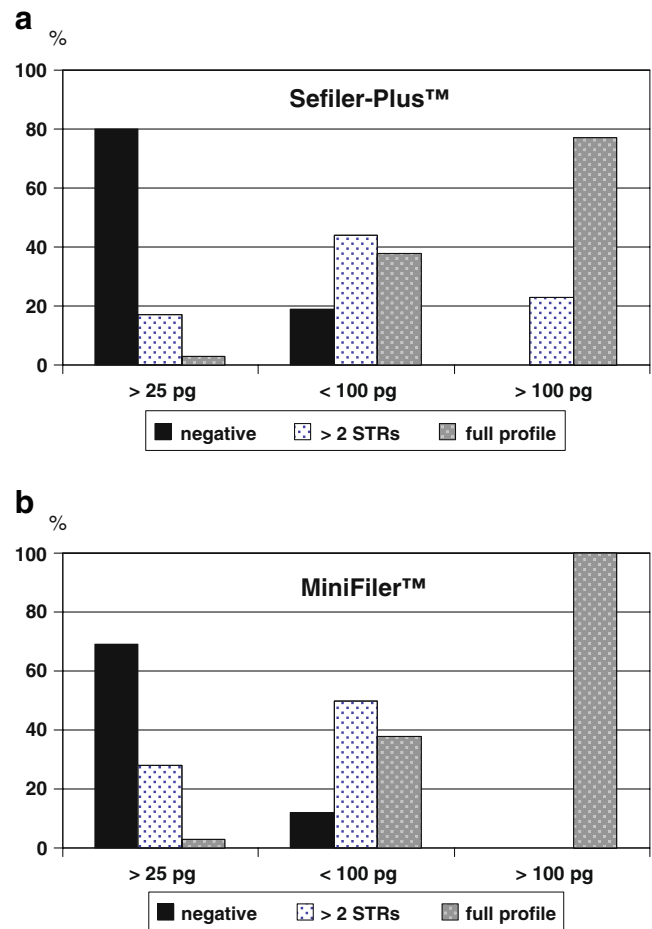 a
%
100
Sefiler-Plus™
80
60
40
20
0
> 25 pg < 100 pg > 100 pg
negative > 2 STRs full profile
b
%
100
MiniFiler™
80
60
40
20
0
> 25 pg < 100 pg > 100 pg
negative > 2 STRs full profile